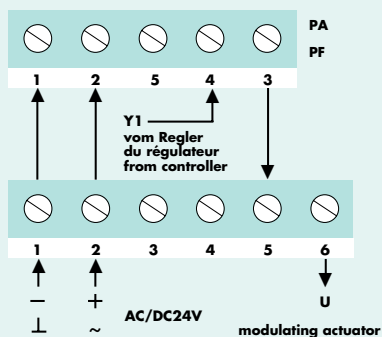 PA
PF
1 2 5 4 3
Y1
vom Regler
du régulateur
from controller
1 2 3 4 5 6
– +
⊥ ~
AC/DC24V
U
modulating actuator